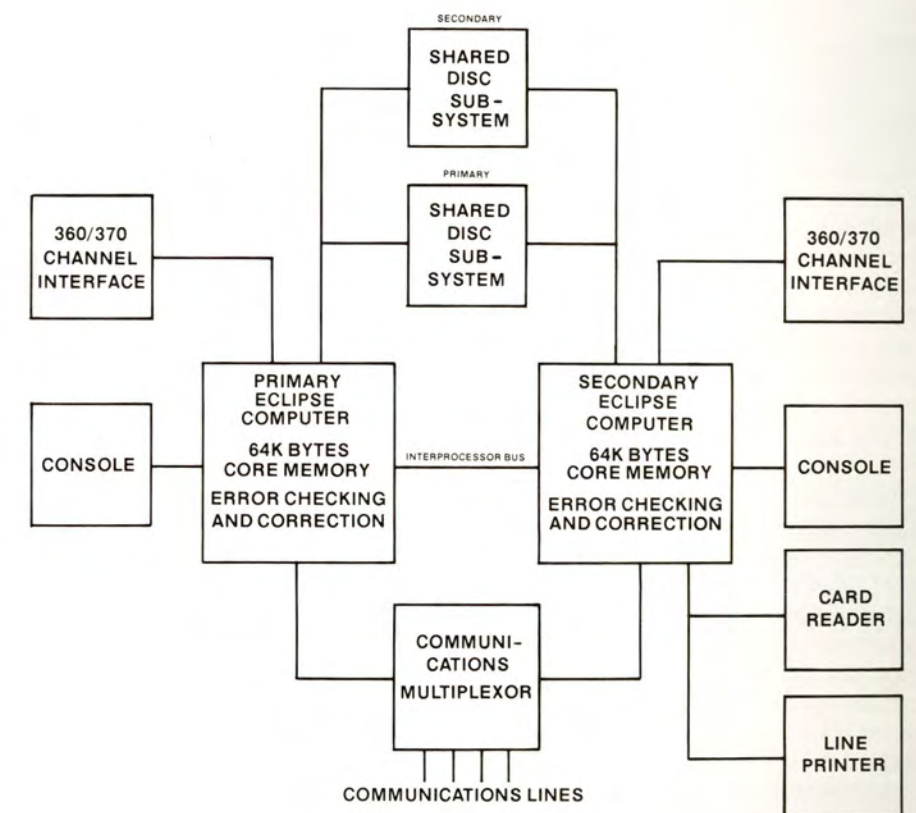 SECONDARY
SHARED
DISC
SUB-
SYSTEM
PRIMARY
SHARED
DISC
SUB-
SYSTEM
360/370
CHANNEL
INTERFACE
360/370
CHANNEL
INTERFACE
PRIMARY
ECLIPSE
COMPUTER
64K BYTES
CORE MEMORY
ERROR CHECKING
AND CORRECTION
INTERPROCESSOR BUS
SECONDARY
ECLIPSE
COMPUTER
64K BYTES
CORE MEMORY
ERROR CHECKING
AND CORRECTION
CONSOLE
CONSOLE
CARD
READER
COMMUNI-
CATIONS
MULTIPLEXOR
LINE
PRINTER
COMMUNICATIONS LINES